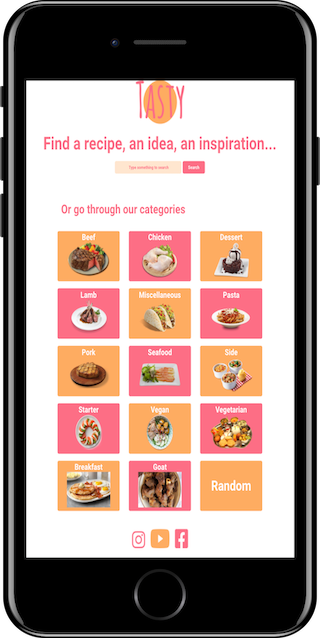 Tasty
Find a recipe, an idea, an inspiration...
Type something to search
Search
Or go through our categories
Beef
Chicken
Dessert
Lamb
Miscellaneous
Pasta
Pork
Seafood
Side
Starter
Vegan
Vegetarian
Breakfast
Goat
Random